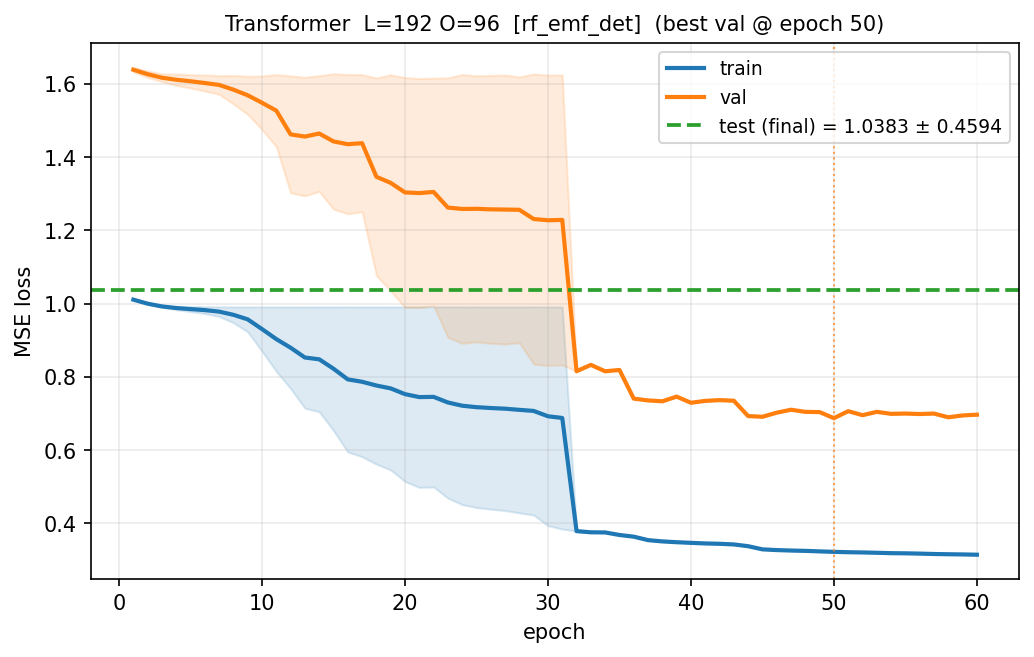 Transformer  L=192 O=96  [rf_emf_det]  (best val @ epoch 50)
train
val
test (final) = 1.0383 ± 0.4594
MSE loss
1.6
1.4
1.2
1.0
0.8
0.6
0.4
0 10 20 30 40 50 60
epoch